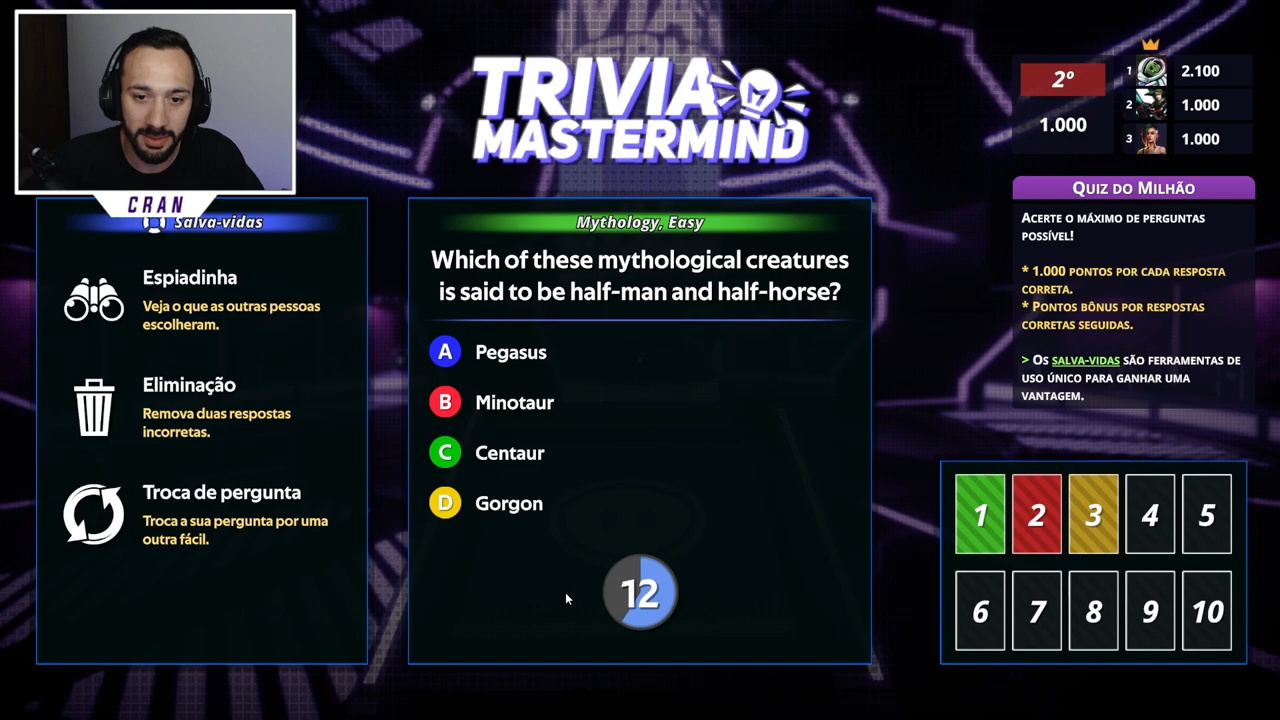 CRAN
Salva-vidas
Espiadinha
Veja o que as outras pessoas
escolheram.
Eliminação
Remova duas respostas
incorretas.
Troca de pergunta
Troca a sua pergunta por uma
outra fácil.
TRIVIA
MASTERMIND
Mythology, Easy
Which of these mythological creatures
is said to be half-man and half-horse?
A Pegasus
B Minotaur
C Centaur
D Gorgon
12
2º
1.000
1 2.100
2 1.000
3 1.000
QUIZ DO MILHÃO
ACERTE O MÁXIMO DE PERGUNTAS
POSSÍVEL!
* 1.000 PONTOS POR CADA RESPOSTA
CORRETA.
* PONTOS BÔNUS POR RESPOSTAS
CORRETAS SEGUIDAS.
> OS SALVA-VIDAS SÃO FERRAMENTAS DE
USO ÚNICO PARA GANHAR UMA
VANTAGEM.
1 2 3 4 5
6 7 8 9 10